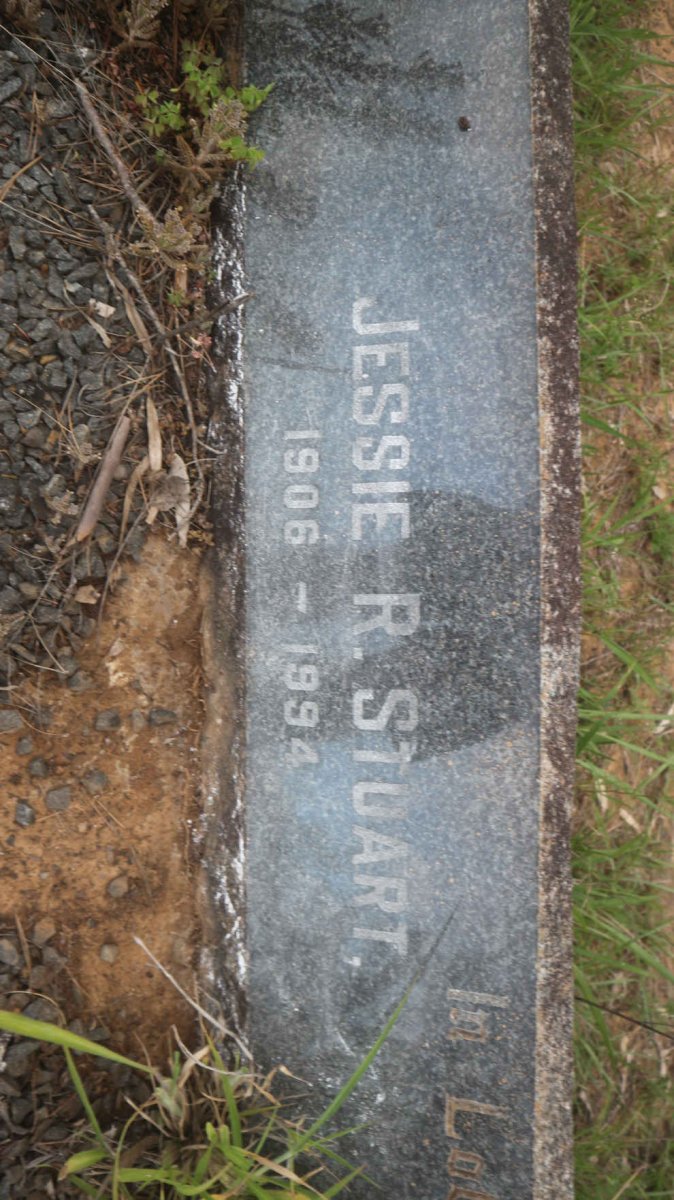 JESSIE R. STUART,
1906 - 1994
In